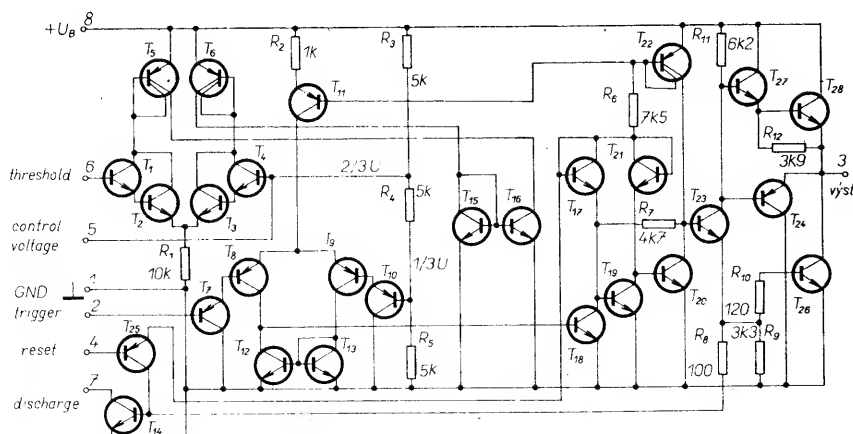 +U_B 8
T5
T6
R2
1k
R3
5k
T11
T22
R11
6k2
T27
T28
R6
7k5
R12
3k9
threshold 6
T1
T2
T3
T4
2/3U
R4
5k
T15
T16
T17
T21
R7
4k7
T23
T24
3
výst
control
voltage
5
R1
10k
1/3U
T8
T9
T10
T7
T19
T20
R10
120
T26
GND 1
trigger 2
T25
reset 4
T12
T13
R5
5k
T18
R8
100
3k3
R9
7
discharge
T14